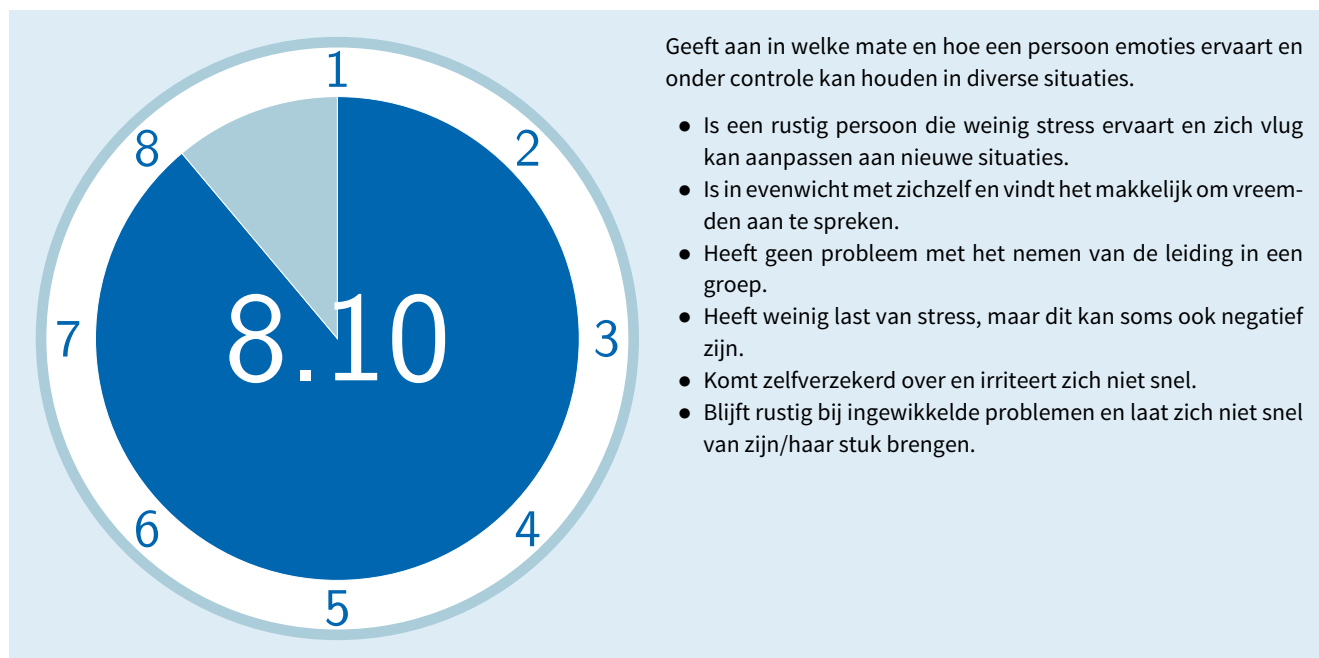 1
2
3
4
5
6
7
8
8.10
Geeft aan in welke mate en hoe een persoon emoties ervaart en
onder controle kan houden in diverse situaties.
● Is een rustig persoon die weinig stress ervaart en zich vlug
kan aanpassen aan nieuwe situaties.
● Is in evenwicht met zichzelf en vindt het makkelijk om vreem-
den aan te spreken.
● Heeft geen probleem met het nemen van de leiding in een
groep.
● Heeft weinig last van stress, maar dit kan soms ook negatief
zijn.
● Komt zelfverzekerd over en irriteert zich niet snel.
● Blijft rustig bij ingewikkelde problemen en laat zich niet snel
van zijn/haar stuk brengen.